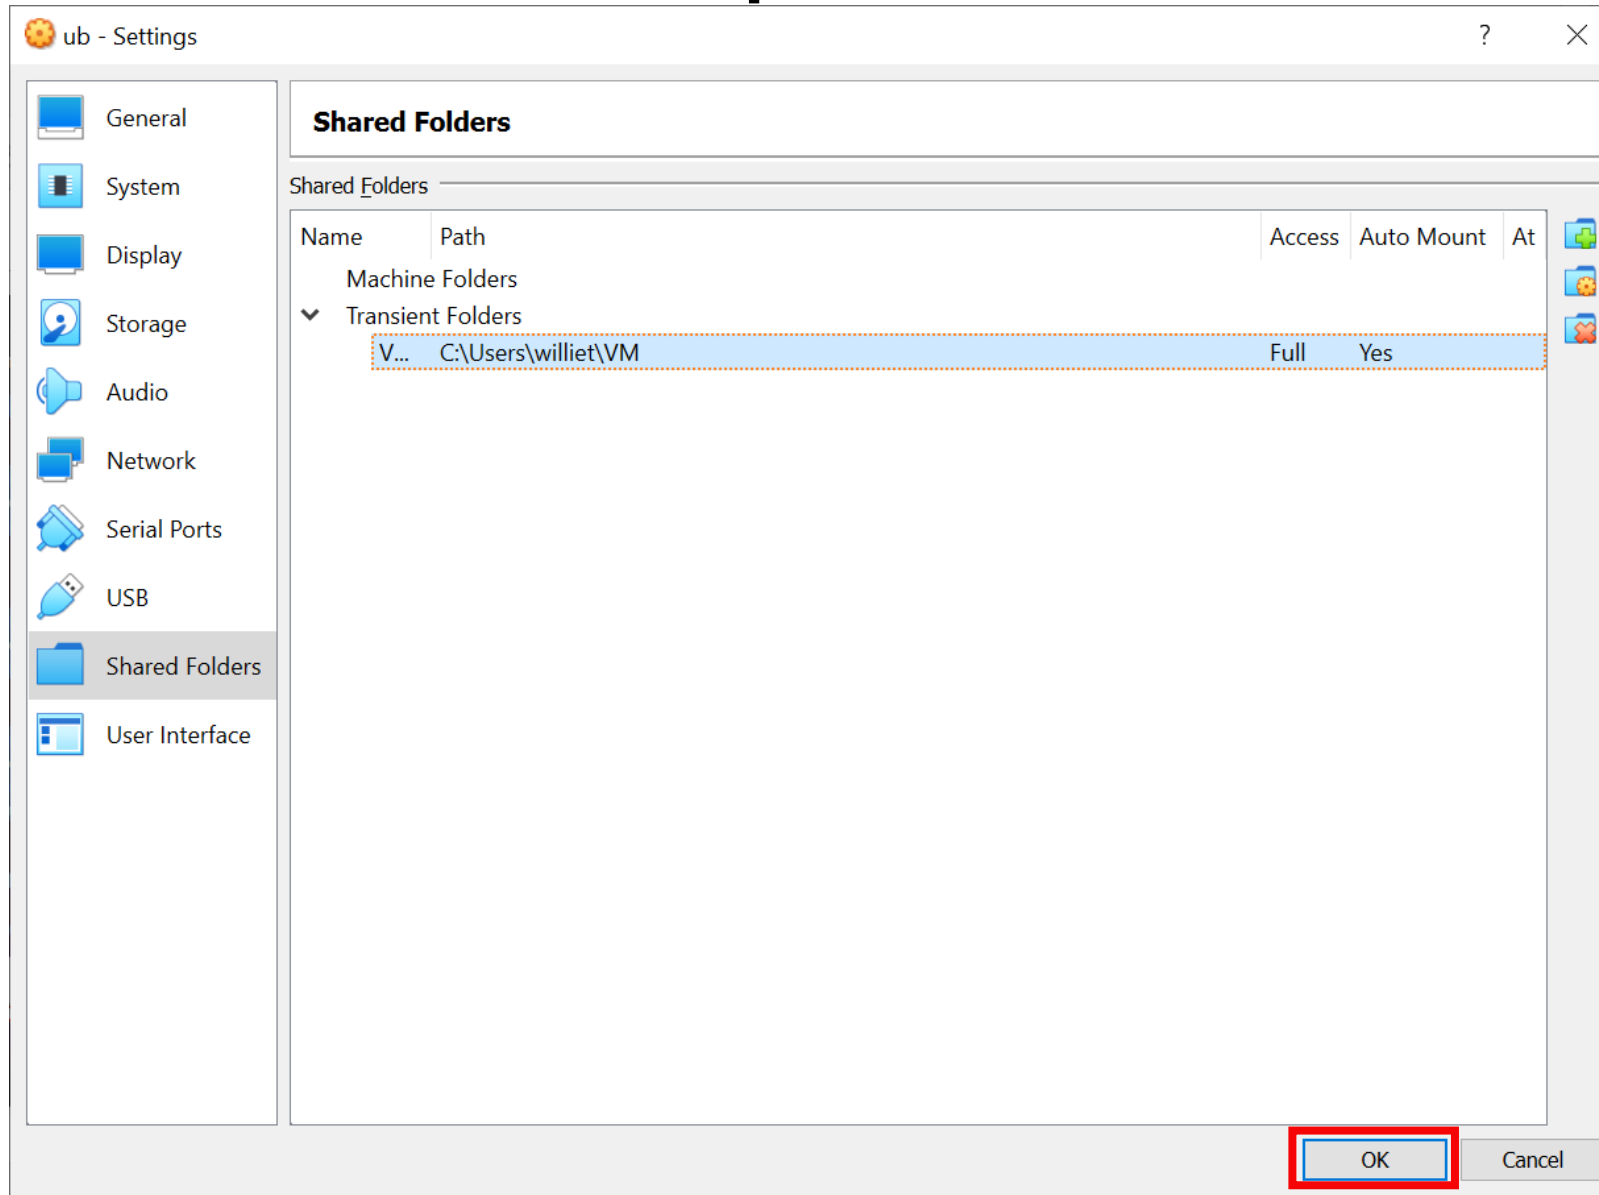 ub - Settings
?
General
System
Display
Storage
Audio
Network
Serial Ports
USB
Shared Folders
User Interface
Shared Folders
Shared Folders
Name Path Access Auto Mount At
Machine Folders
Transient Folders
V... C:\Users\williet\VM Full Yes
OK Cancel